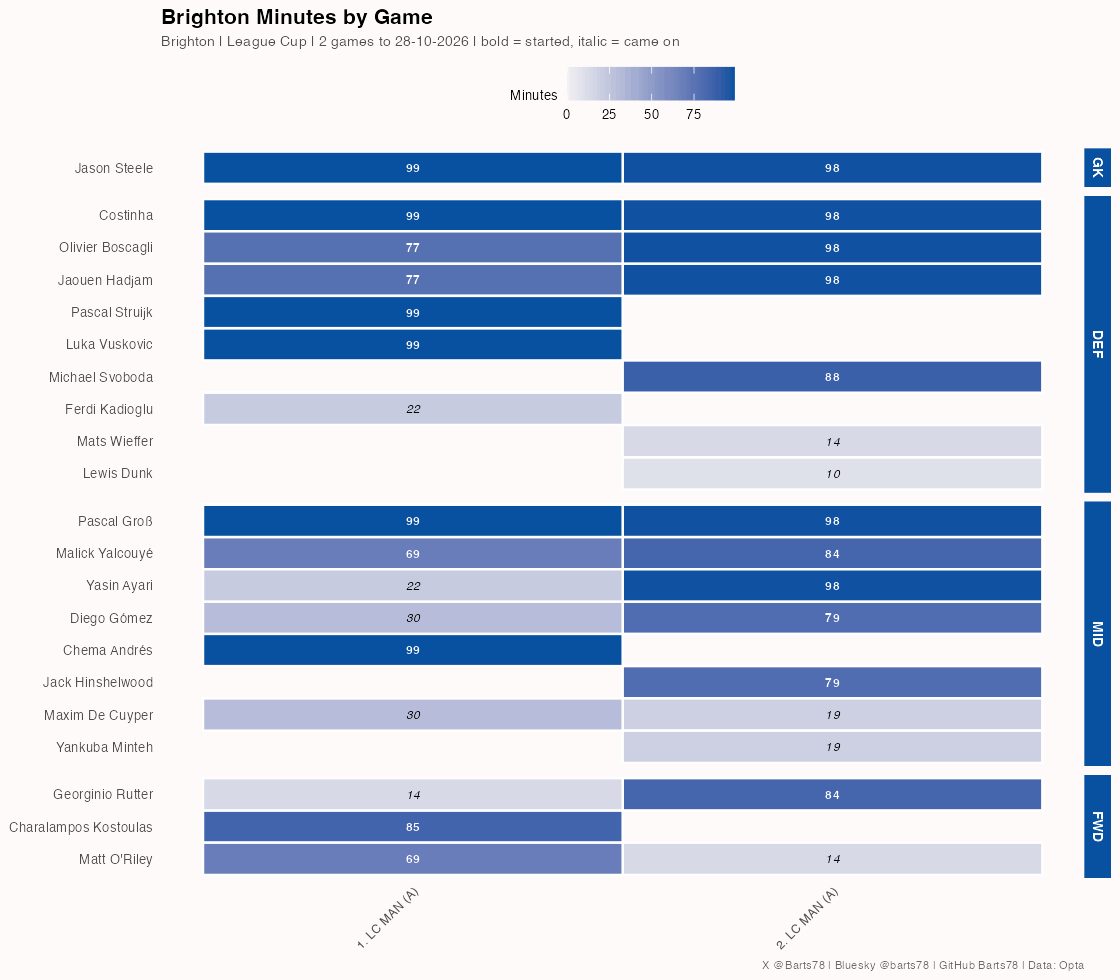 Brighton Minutes by Game
Brighton | League Cup | 2 games to 28-10-2026 | bold = started, italic = came on
Minutes
0 25 50 75
Jason Steele 99 98 GK
Costinha 99 98
Olivier Boscagli 77 98
Jaouen Hadjam 77 98
Pascal Struijk 99
Luka Vuskovic 99
DEF
Michael Svoboda 88
Ferdi Kadioglu 22
Mats Wieffer 14
Lewis Dunk 10
Pascal Groß 99 98
Malick Yalcouyé 69 84
Yasin Ayari 22 98
Diego Gómez 30 79
MID
Chema Andrés 99
Jack Hinshelwood 79
Maxim De Cuyper 30 19
Yankuba Minteh 19
Georginio Rutter 14 84
Charalampos Kostoulas 85 FWD
Matt O'Riley 69 14
1. LC MAN (A) 2. LC MAN (A)
X @Barts78 | Bluesky @barts78 | GitHub Barts78 | Data: Opta